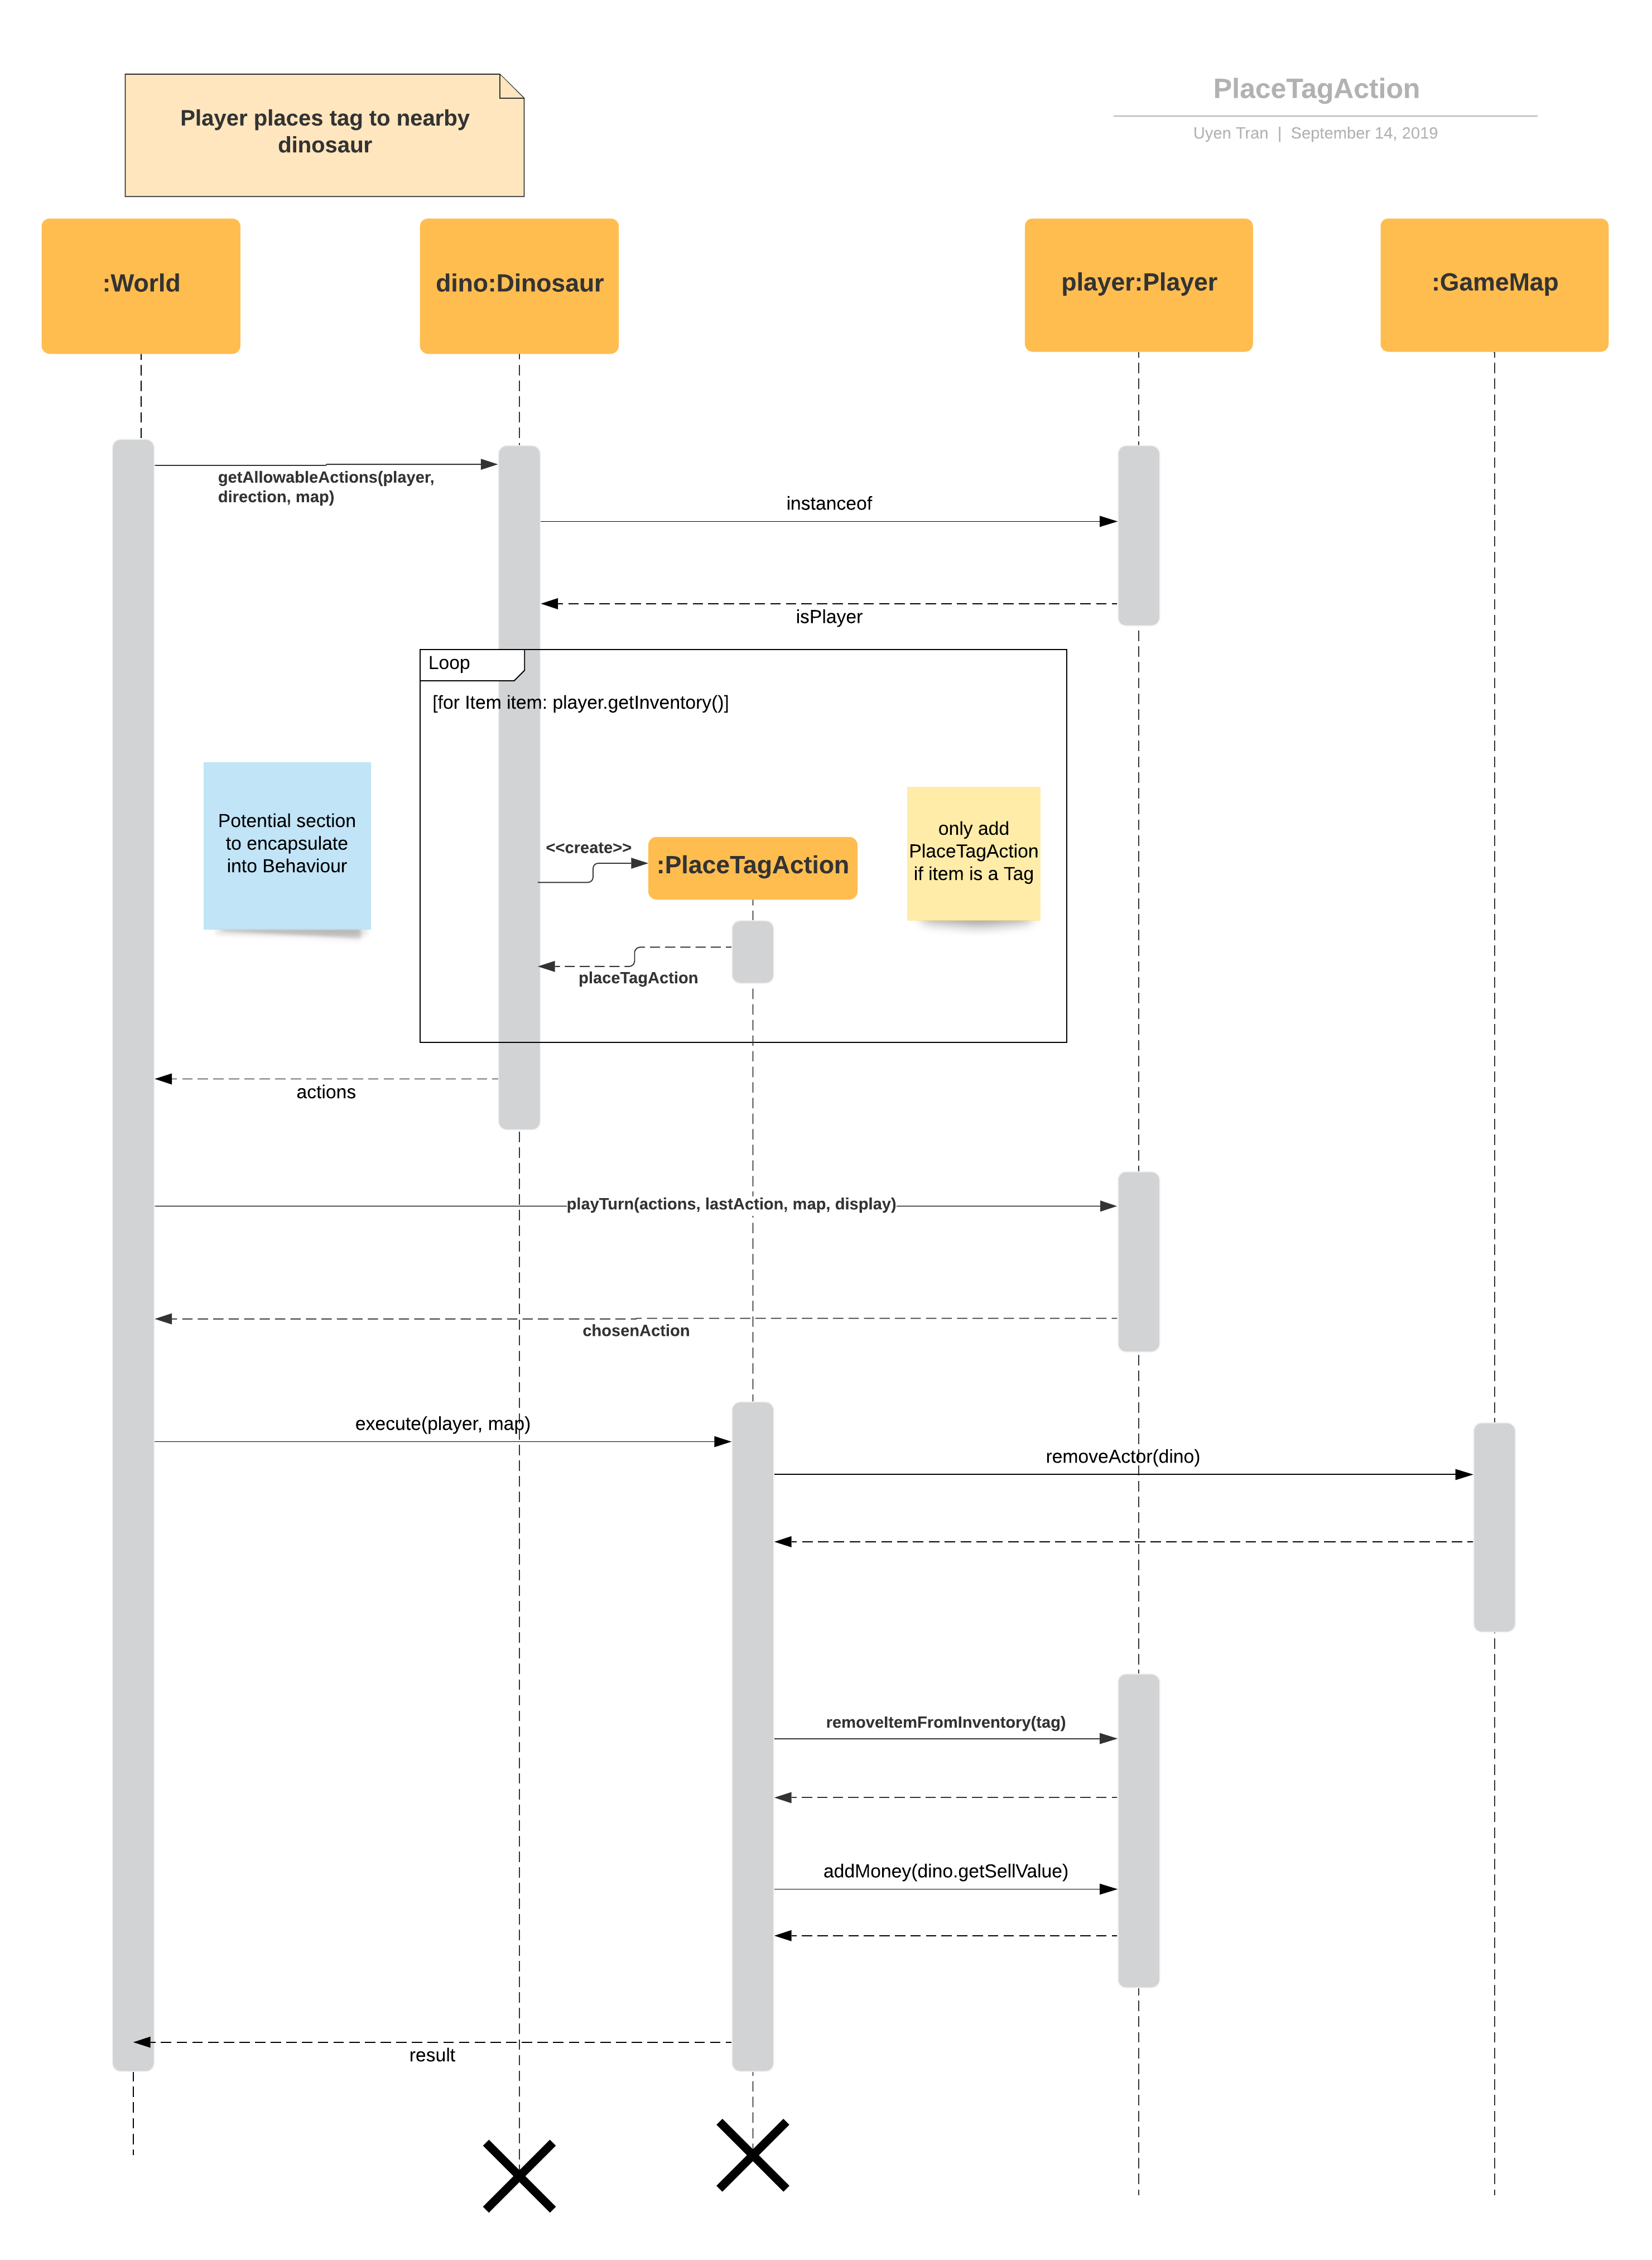 Player places tag to nearby
dinosaur
PlaceTagAction
Uyen Tran | September 14, 2019
:World
dino:Dinosaur
player:Player
:GameMap
getAllowableActions(player,
direction, map)
instanceof
isPlayer
Loop
[for Item item: player.getInventory()]
Potential section
to encapsulate
into Behaviour
<<create>>
:PlaceTagAction
only add
PlaceTagAction
if item is a Tag
placeTagAction
actions
playTurn(actions, lastAction, map, display)
chosenAction
execute(player, map)
removeActor(dino)
removeItemFromInventory(tag)
addMoney(dino.getSellValue)
result